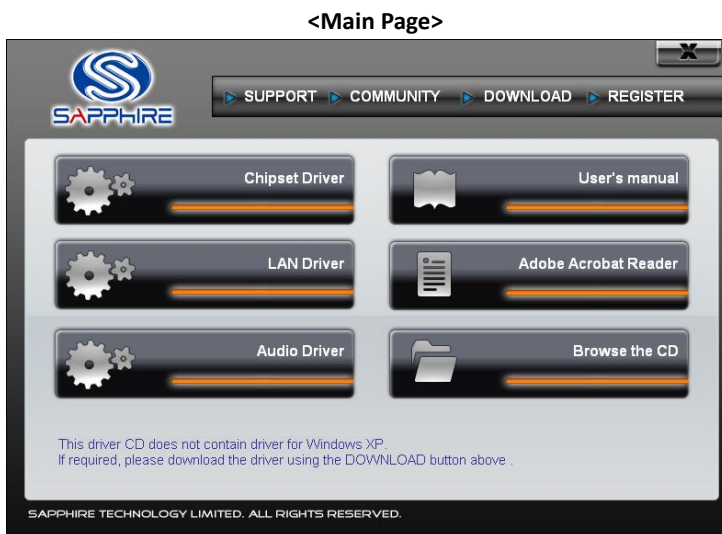 <Main Page>
X
SAPPHIRE
SUPPORT COMMUNITY DOWNLOAD REGISTER
Chipset Driver
User's manual
LAN Driver
Adobe Acrobat Reader
Audio Driver
Browse the CD
This driver CD does not contain driver for Windows XP.
If required, please download the driver using the DOWNLOAD button above .
SAPPHIRE TECHNOLOGY LIMITED. ALL RIGHTS RESERVED.